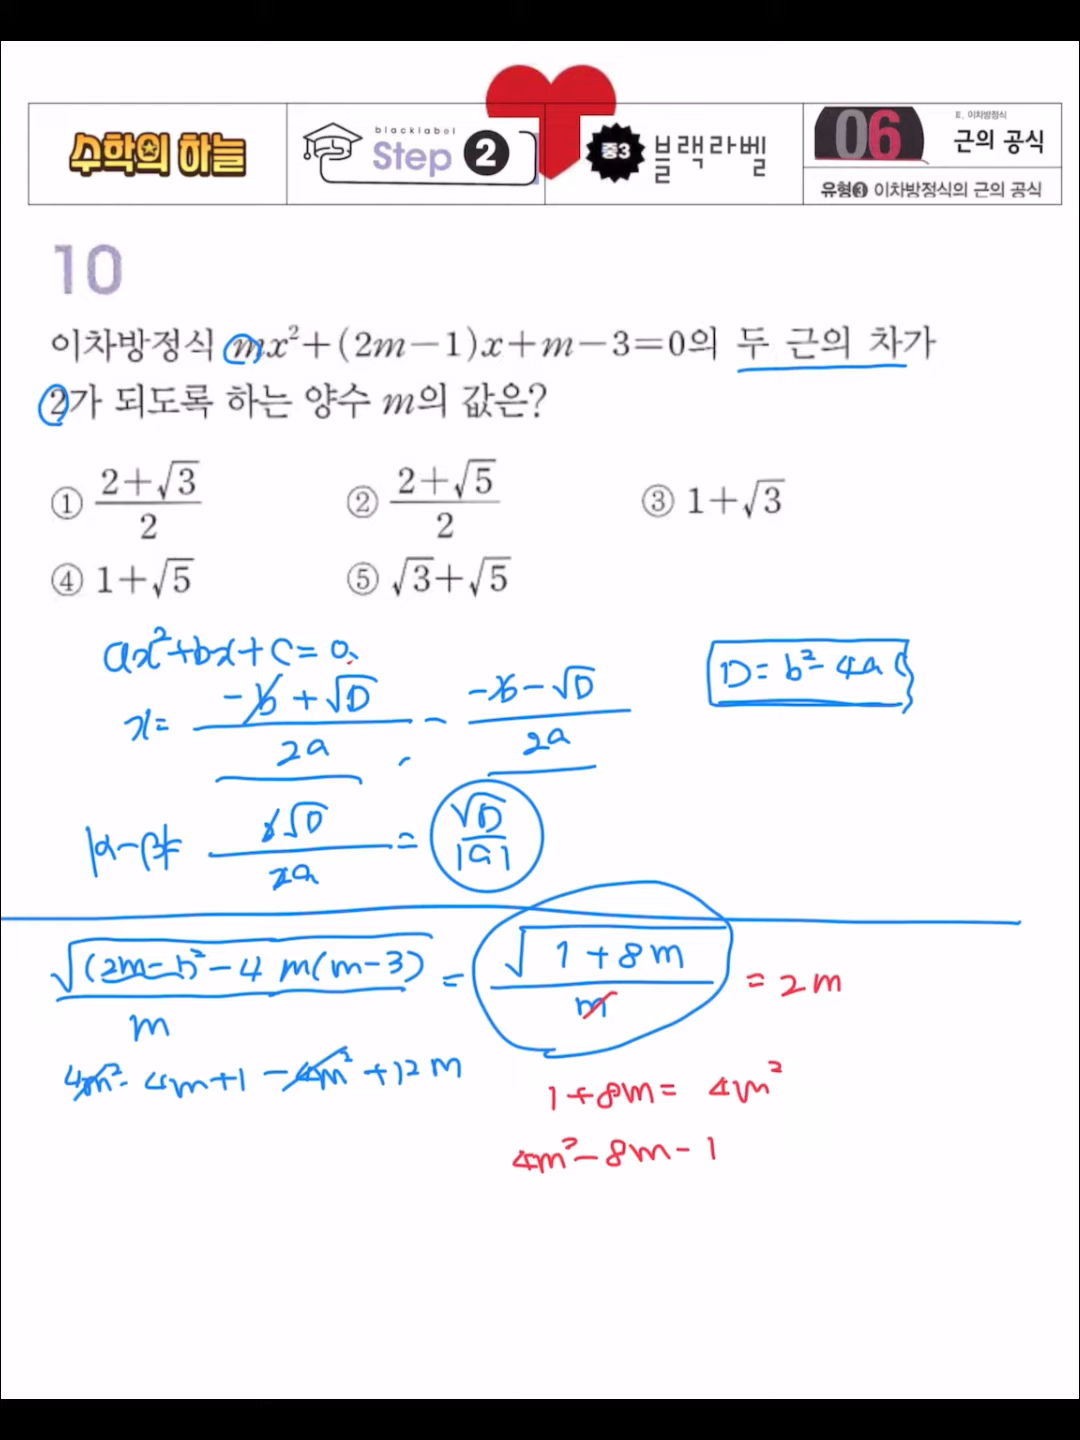 수학의 하늘
blacklabel
Step 2
중3 블랙라벨
06
Ⅱ. 이차방정식
근의 공식
유형❸ 이차방정식의 근의 공식
10
이차방정식 mx²+(2m−1)x+m−3=0의 두 근의 차가
2가 되도록 하는 양수 m의 값은?
① (2+√3)/2 ② (2+√5)/2 ③ 1+√3
④ 1+√5 ⑤ √3+√5
ax²+bx+c=0
D=b²−4ac
x= (−b+√D)/2a − (−b−√D)/2a
|α−β|= 2√D/2a = √D/|a|
√((2m−1)²−4m(m−3))/m = √(1+8m)/m = 2m
4m²−4m+1−4m²+12m
1+8m=4m²
4m²−8m−1